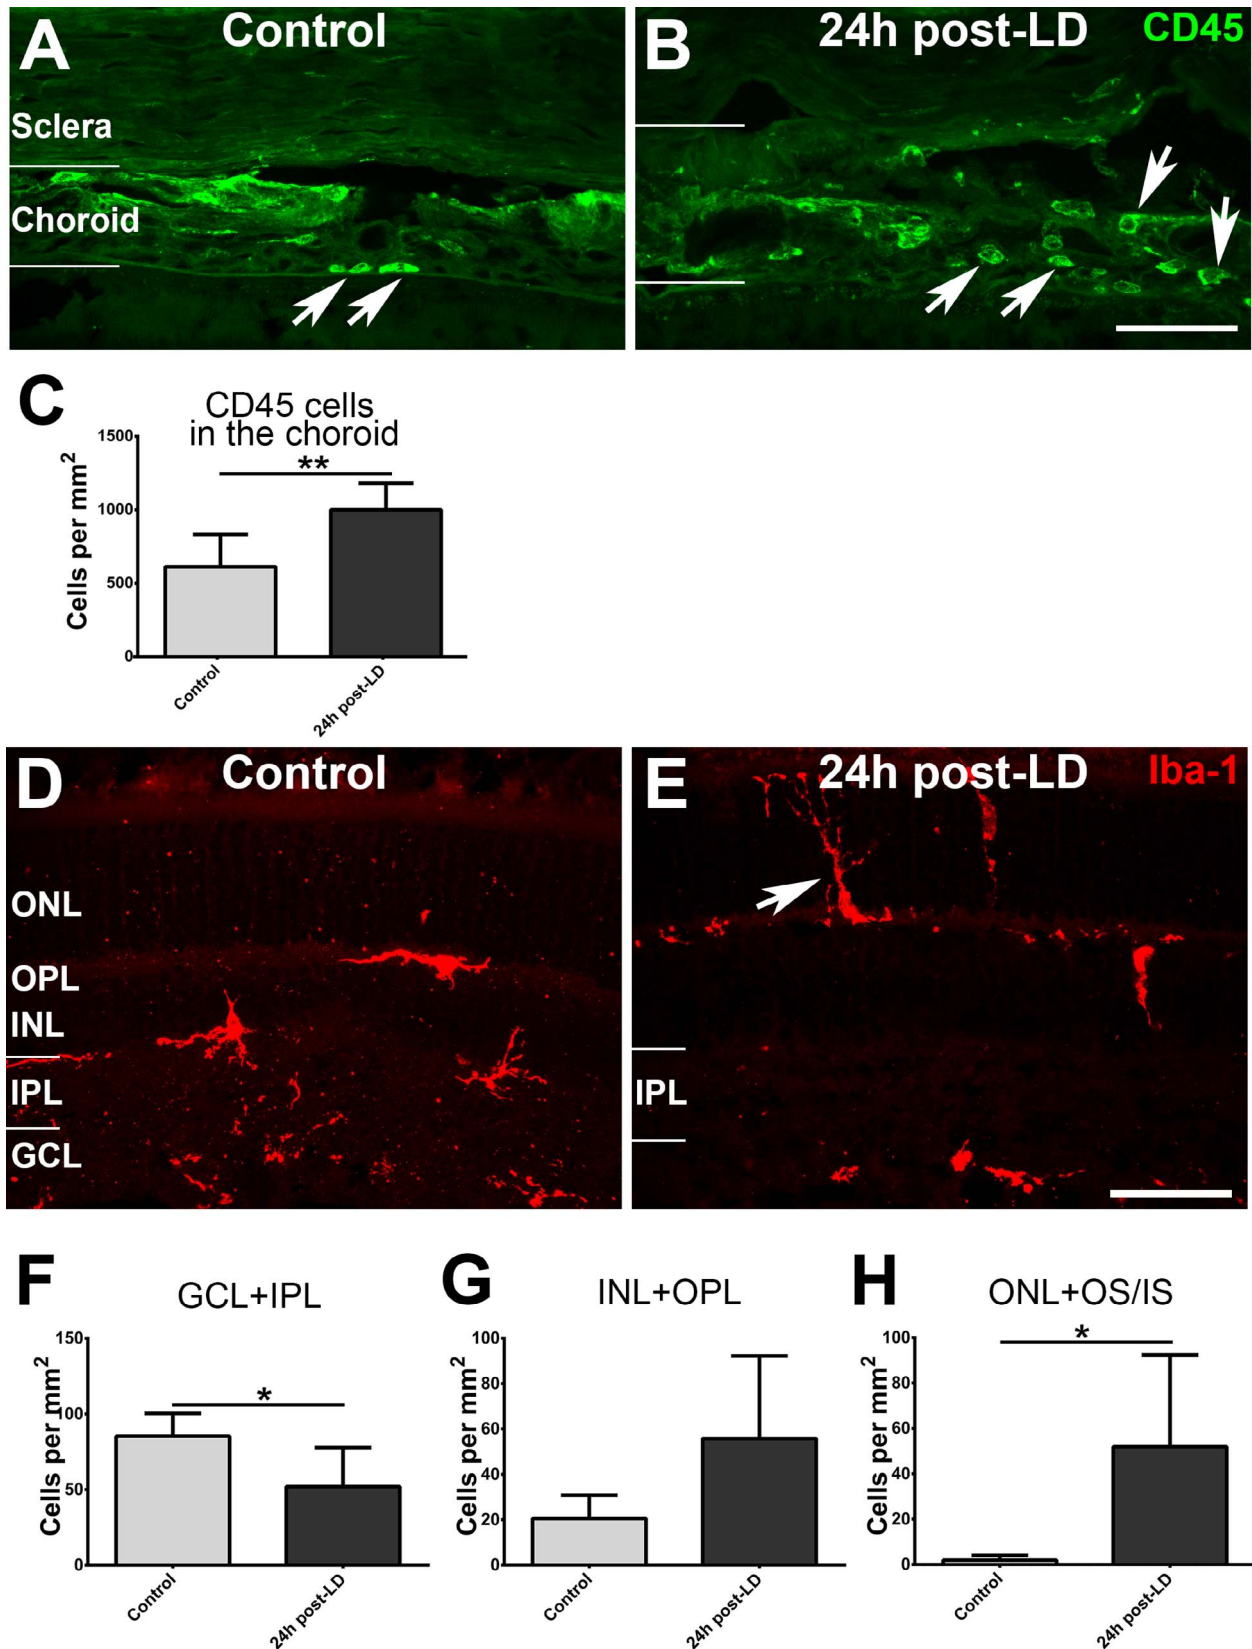 A
Control
Sclera
Choroid
B
24h post-LD
CD45
C
CD45 cells
in the choroid
**
Cells per mm2
1500
1000
500
0
Control
24h post-LD
D
Control
ONL
OPL
INL
IPL
GCL
E
24h post-LD
Iba-1
IPL
F
GCL+IPL
*
Cells per mm2
150
100
50
0
Control
24h post-LD
G
INL+OPL
Cells per mm2
100
80
60
40
20
0
Control
24h post-LD
H
ONL+OS/IS
*
Cells per mm2
100
80
60
40
20
0
Control
24h post-LD